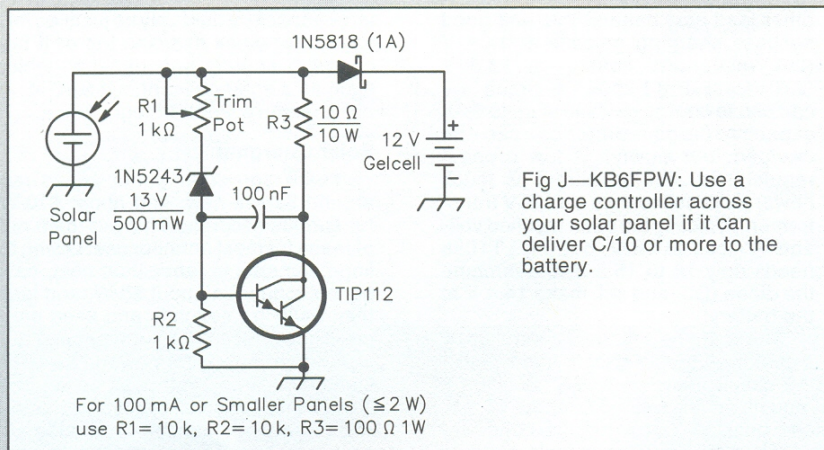 1N5818 (1A)
R1
1 kΩ
Trim
Pot
R3
10 Ω
10 W
12 V
Gelcell
+
−
Solar
Panel
1N5243
13 V
500 mW
100 nF
TIP112
R2
1 kΩ
For 100 mA or Smaller Panels (≦2 W)
use R1= 10 k, R2= 10 k, R3= 100 Ω 1W
Fig J—KB6FPW: Use a
charge controller across
your solar panel if it can
deliver C/10 or more to the
battery.